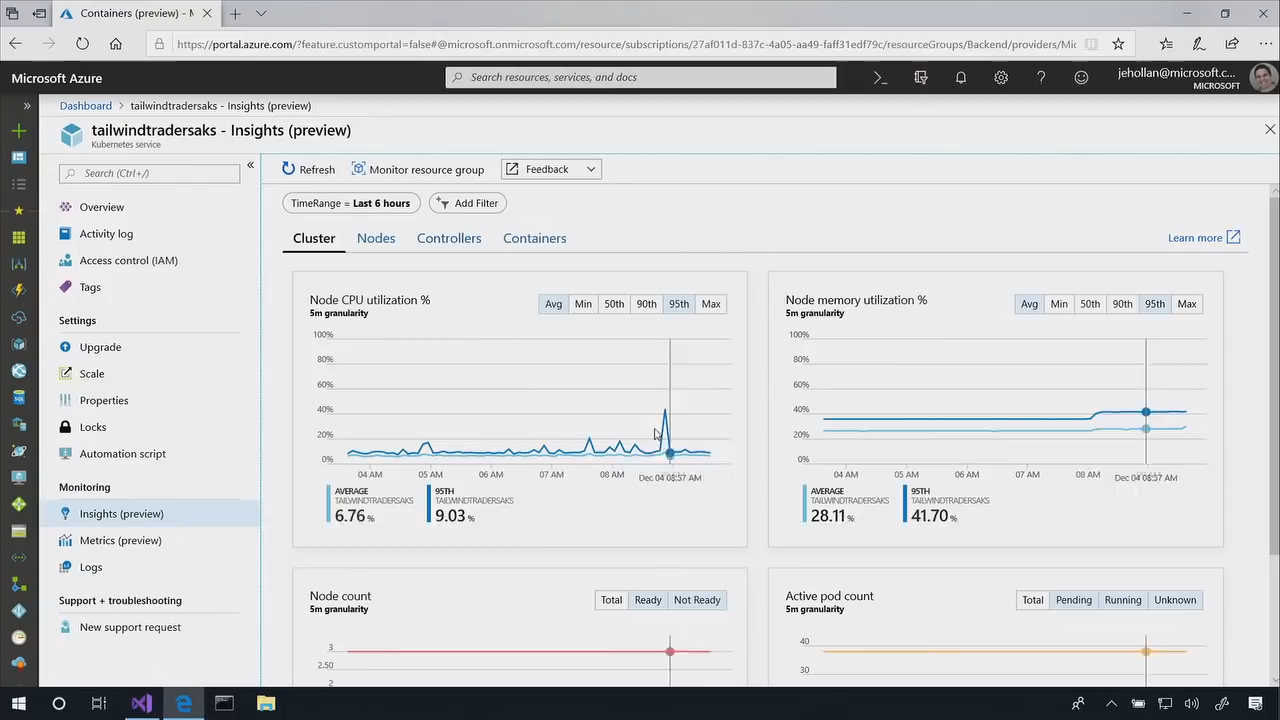 Containers (preview) - M
https://portal.azure.com/?feature.customportal=false#@microsoft.onmicrosoft.com/resource/subscriptions/27af011d-837c-4a05-aa49-faff31edf79c/resourceGroups/Backend/providers/Mic
Microsoft Azure
Search resources, services, and docs
jehollan@microsoft.c...
MICROSOFT
Dashboard > tailwindtradersaks - Insights (preview)
tailwindtradersaks - Insights (preview)
Kubernetes service
Search (Ctrl+/)
Overview
Activity log
Access control (IAM)
Tags
Settings
Upgrade
Scale
Properties
Locks
Automation script
Monitoring
Insights (preview)
Metrics (preview)
Logs
Support + troubleshooting
New support request
Refresh
Monitor resource group
Feedback
TimeRange = Last 6 hours
Add Filter
Cluster Nodes Controllers Containers
Learn more
Node CPU utilization %
5m granularity
Avg Min 50th 90th 95th Max
100%
80%
60%
40%
20%
0%
04 AM 05 AM 06 AM 07 AM 08 AM Dec 04 08:57 AM
AVERAGE
TAILWINDTRADERSAKS
6.76 %
95TH
TAILWINDTRADERSAKS
9.03 %
Node memory utilization %
5m granularity
Avg Min 50th 90th 95th Max
100%
80%
60%
40%
20%
0%
04 AM 05 AM 06 AM 07 AM 08 AM Dec 04 08:57 AM
AVERAGE
TAILWINDTRADERSAKS
28.11 %
95TH
TAILWINDTRADERSAKS
41.70 %
Node count
5m granularity
Total Ready Not Ready
3
2.50
2
Active pod count
5m granularity
Total Pending Running Unknown
40
30